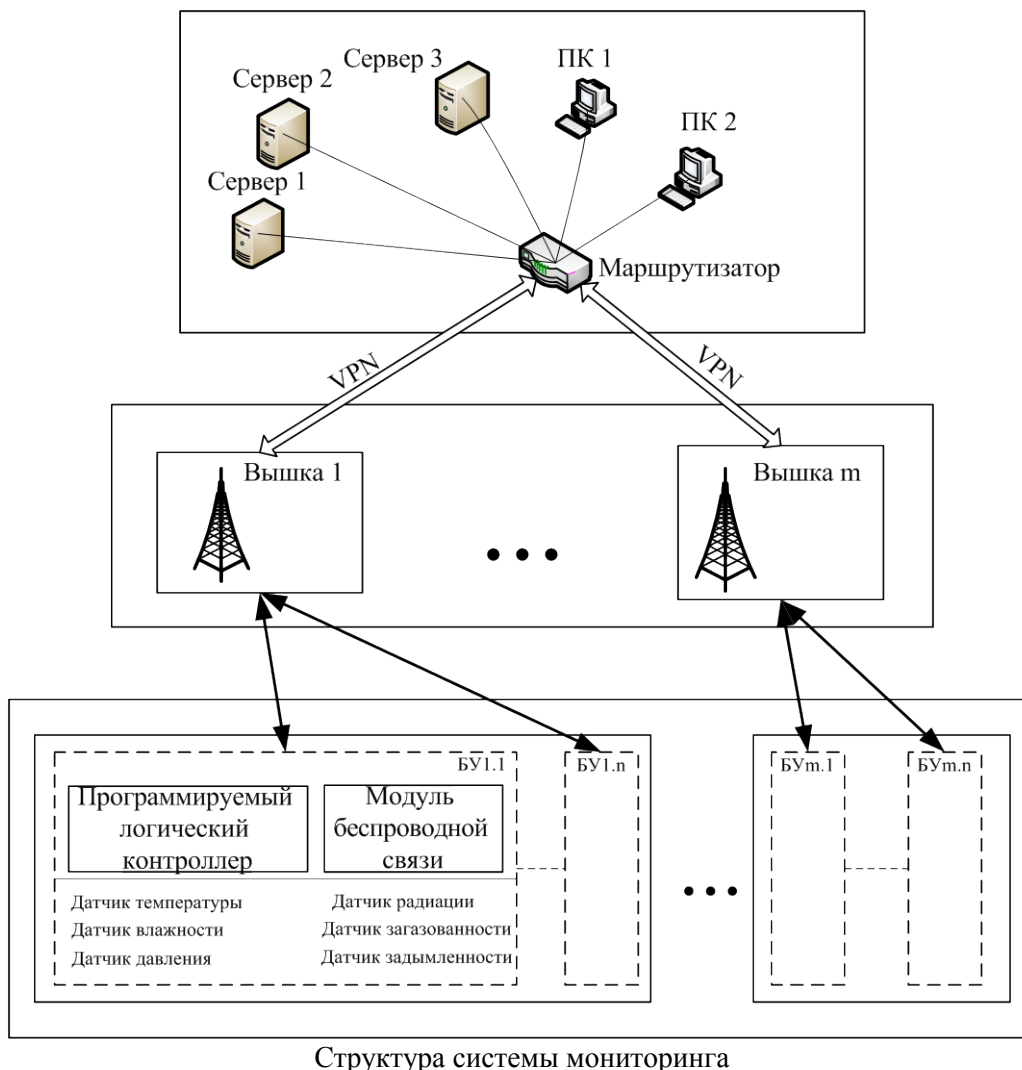 Сервер 3
ПК 1
Сервер 2
ПК 2
Сервер 1
Маршрутизатор
VPN
VPN
Вышка 1
Вышка m
БУ1.1
БУ1.n
БУm.1
БУm.n
Программируемый
логический
контроллер
Модуль
беспроводной
связи
Датчик температуры
Датчик радиации
Датчик влажности
Датчик загазованности
Датчик давления
Датчик задымленности
Структура системы мониторинга